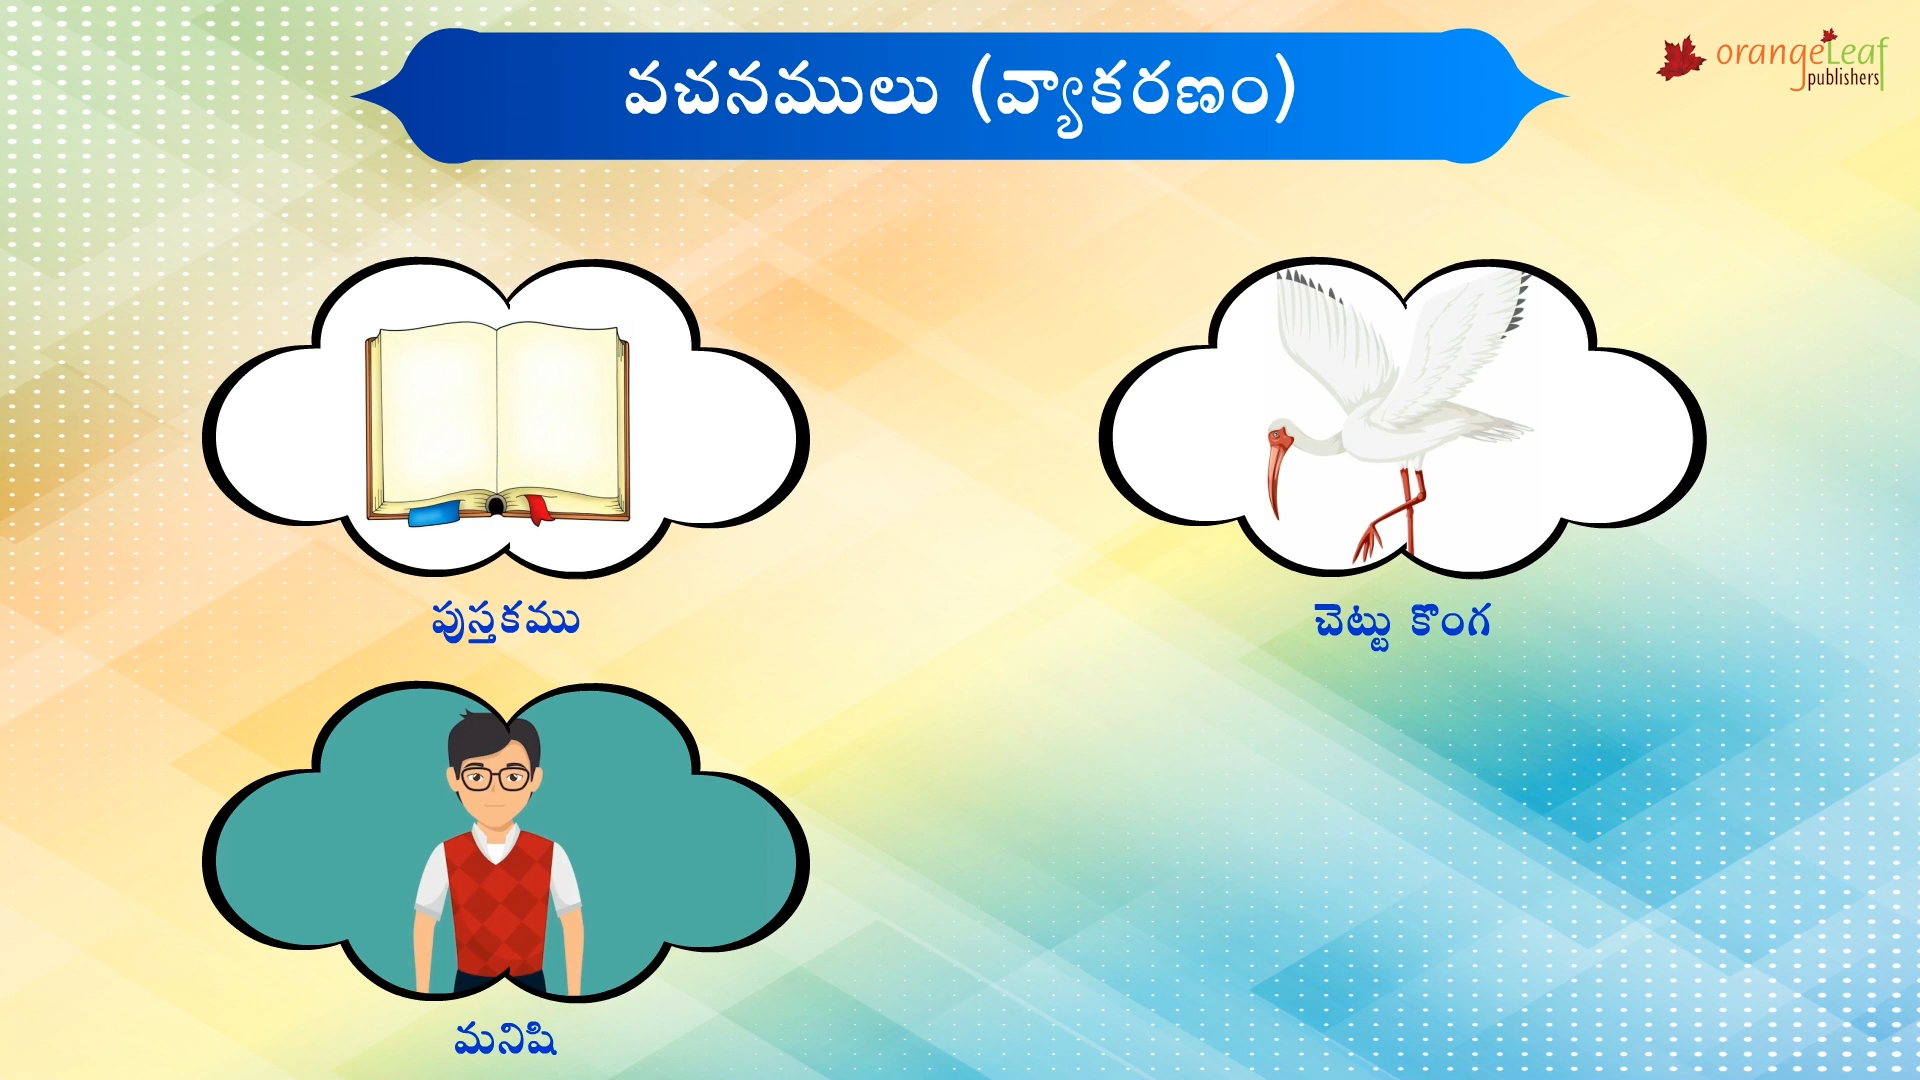 వచనములు (వ్యాకరణం)
orangeLeaf
publishers
పుస్తకము
చెట్టు కొంగ
మనిషి